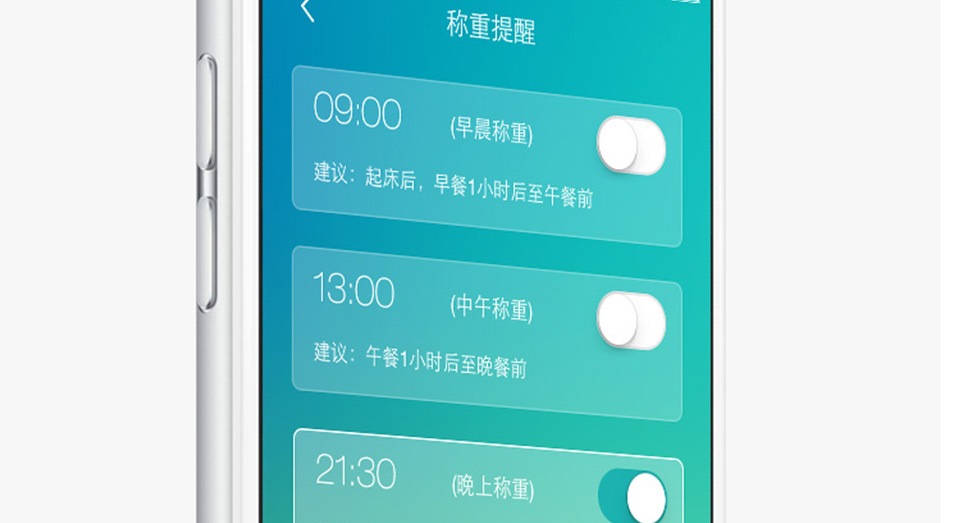 称重提醒
09:00 (早晨称重)
建议：起床后，早餐1小时后至午餐前
13:00 (中午称重)
建议：午餐1小时后至晚餐前
21:30 (晚上称重)